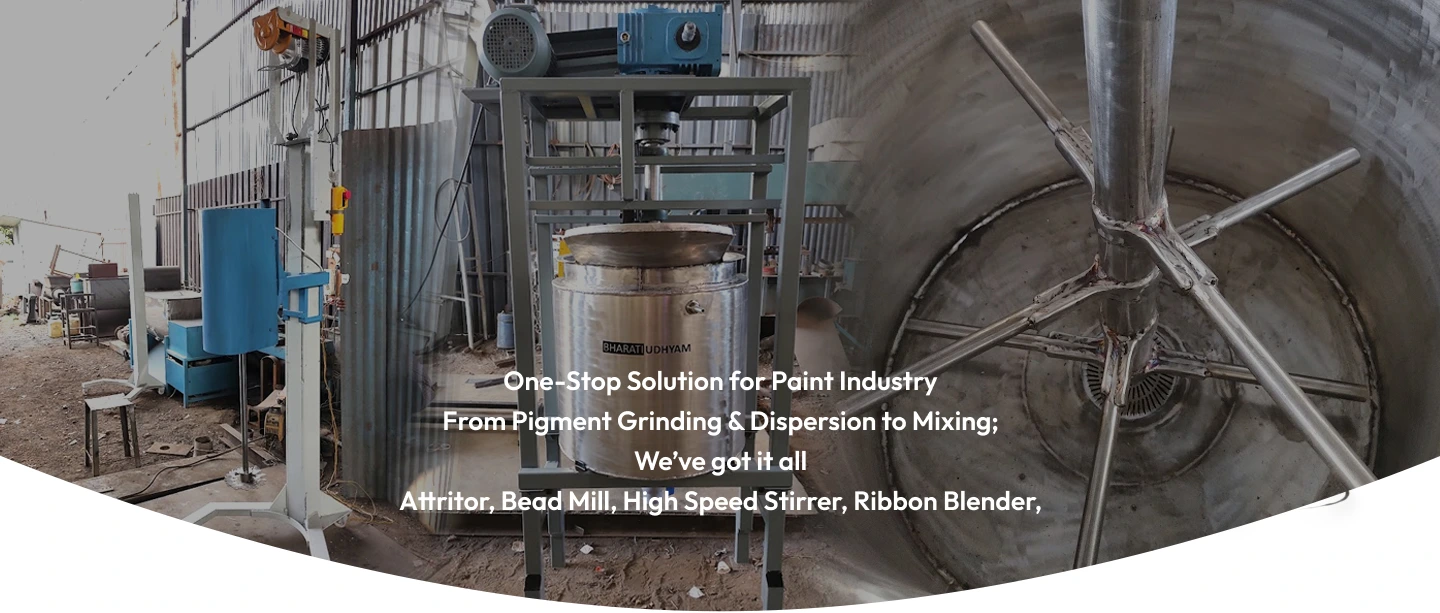 BHARATI UDHYAM
One-Stop Solution for Paint Industry
From Pigment Grinding & Dispersion to Mixing;
We’ve got it all
Attritor, Bead Mill, High Speed Stirrer, Ribbon Blender,